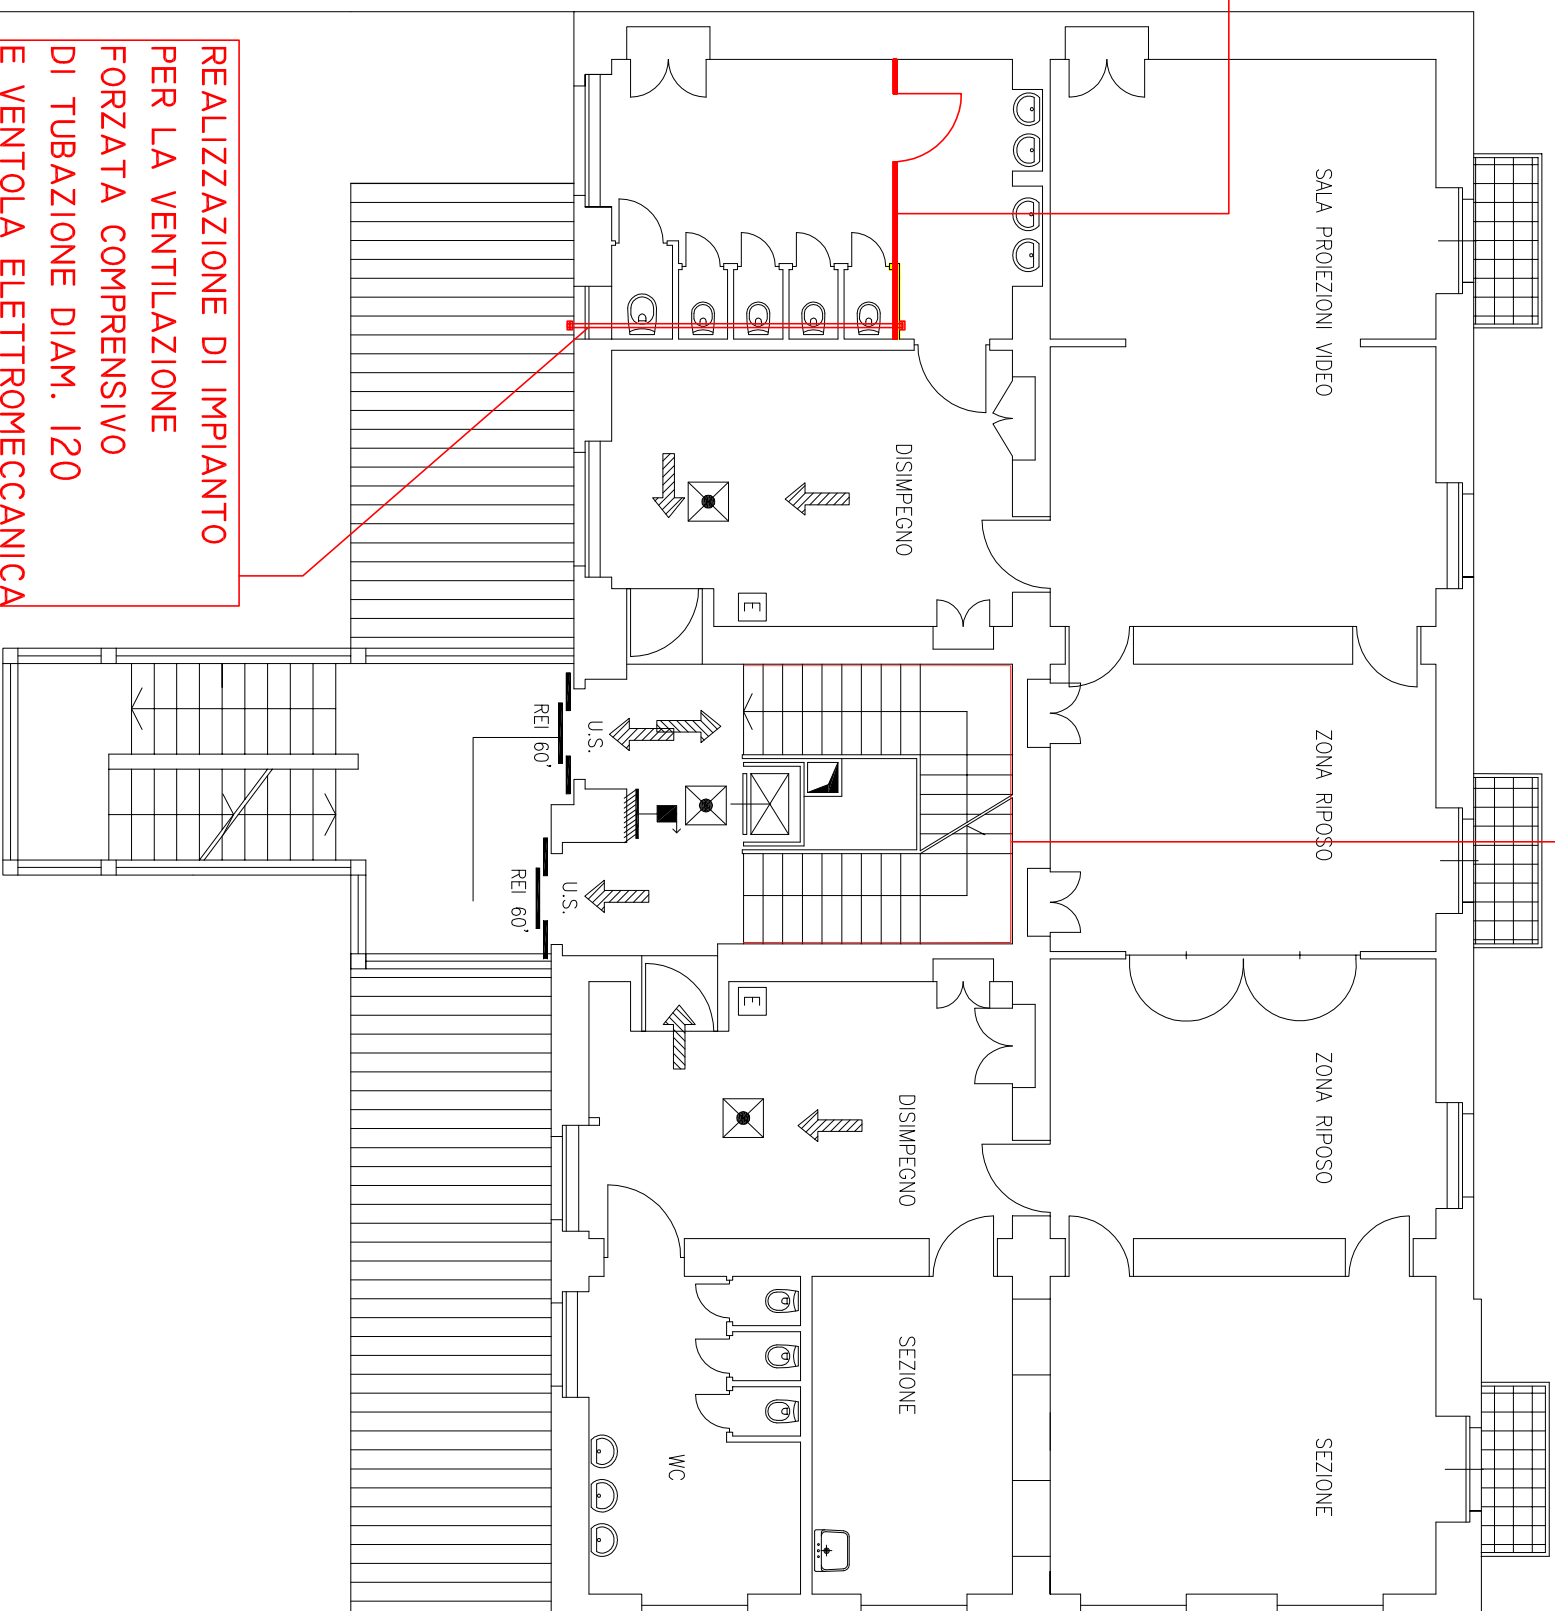 REALIZZAZIONE DI IMPIANTO
PER LA VENTILAZIONE
FORZATA COMPRENSIVO
DI TUBAZIONE DIAM. 120
E VENTOLA ELETTROMECCANICA
SALA PROIEZIONI VIDEO
ZONA RIPOSO
ZONA RIPOSO
SEZIONE
DISIMPEGNO
DISIMPEGNO
SEZIONE
E
E
WC
U.S.
REI 60'
U.S.
REI 60'